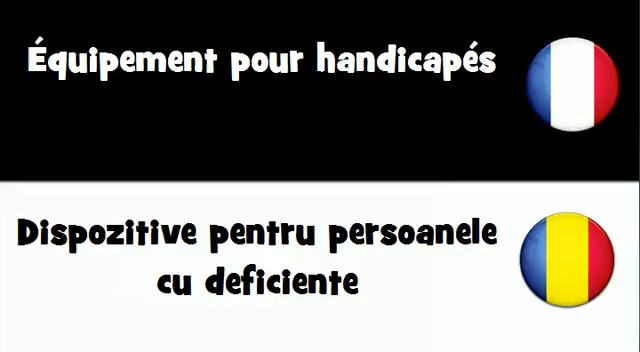 Équipement pour handicapés
Dispozitive pentru persoanele
cu deficiente